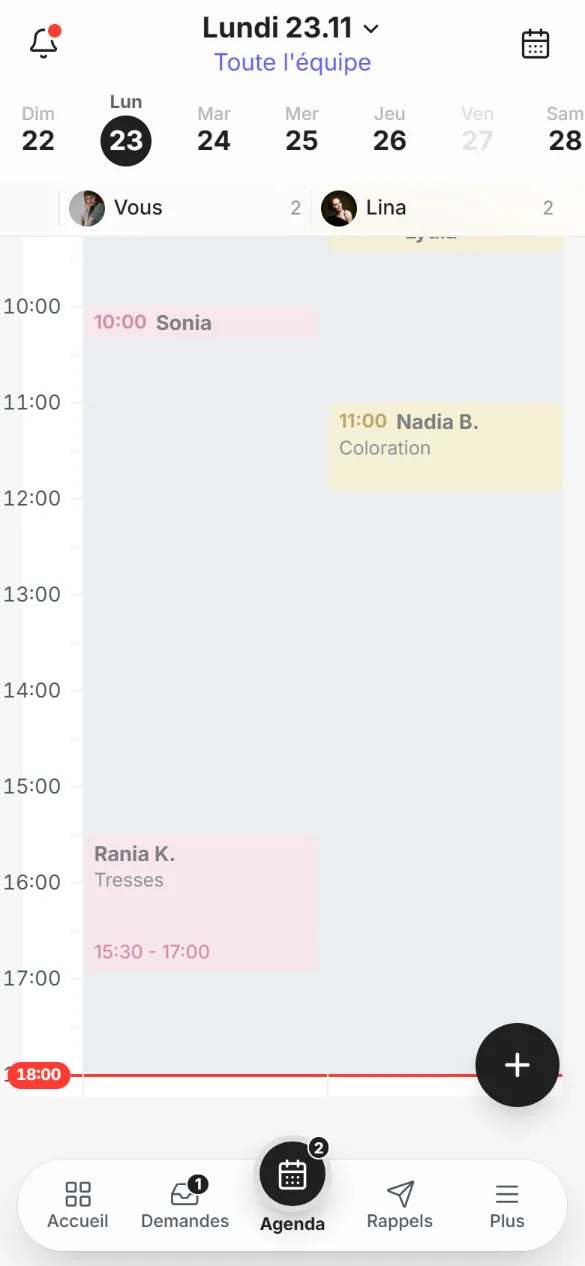 Lundi 23.11
Toute l'équipe
Dim Lun Mar Mer Jeu Ven Sam
22 23 24 25 26 27 28
Vous 2 Lina 2
10:00
10:00 Sonia
11:00
11:00 Nadia B.
Coloration
12:00
13:00
14:00
15:00
Rania K.
16:00
Tresses
15:30 - 17:00
17:00
18:00
+
2
1
Accueil Demandes Agenda Rappels Plus